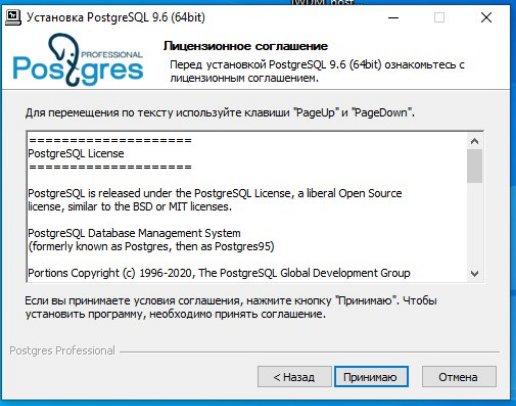 Установка PostgreSQL 9.6 (64bit)
PROFESSIONAL
Postgres
Лицензионное соглашение
Перед установкой PostgreSQL 9.6 (64bit) ознакомьтесь с
лицензионным соглашением.
Для перемещения по тексту используйте клавиши "PageUp" и "PageDown".
====================
PostgreSQL License
====================
PostgreSQL is released under the PostgreSQL License, a liberal Open Source
license, similar to the BSD or MIT licenses.
PostgreSQL Database Management System
(formerly known as Postgres, then as Postgres95)
Portions Copyright (c) 1996-2020, The PostgreSQL Global Development Group
Если вы принимаете условия соглашения, нажмите кнопку "Принимаю". Чтобы
установить программу, необходимо принять соглашение.
Postgres Professional
< Назад
Принимаю
Отмена